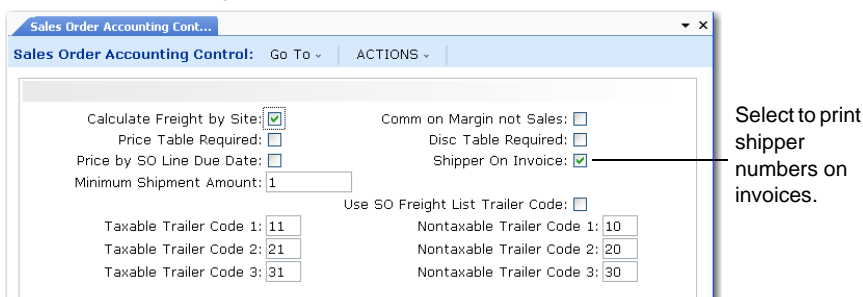 Sales Order Accounting Cont...
Sales Order Accounting Control: Go To ACTIONS
Calculate Freight by Site: Comm on Margin not Sales:
Price Table Required: Disc Table Required:
Price by SO Line Due Date: Shipper On Invoice:
Minimum Shipment Amount: 1
Use SO Freight List Trailer Code:
Taxable Trailer Code 1: 11 Nontaxable Trailer Code 1: 10
Taxable Trailer Code 2: 21 Nontaxable Trailer Code 2: 20
Taxable Trailer Code 3: 31 Nontaxable Trailer Code 3: 30
Select to print
shipper
numbers on
invoices.